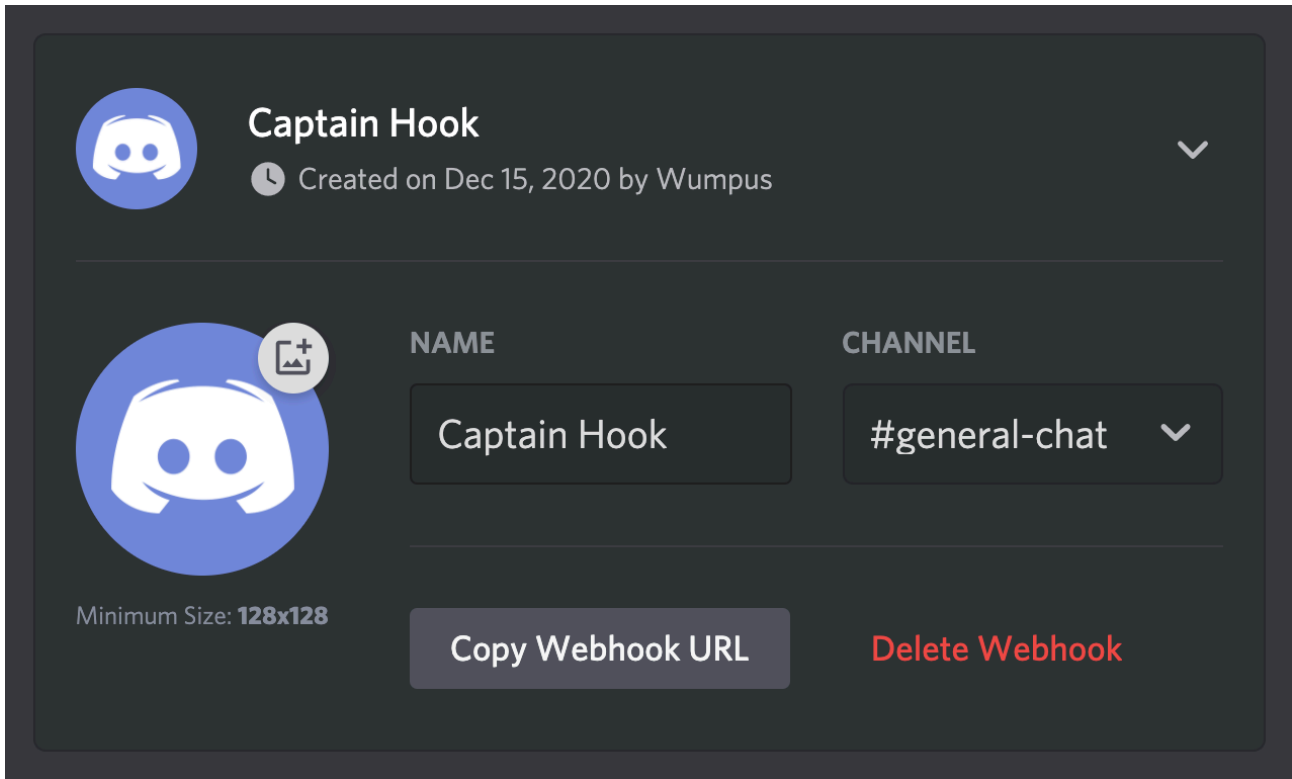 Captain Hook
Created on Dec 15, 2020 by Wumpus
NAME
CHANNEL
Captain Hook
#general-chat
Minimum Size: 128x128
Copy Webhook URL
Delete Webhook